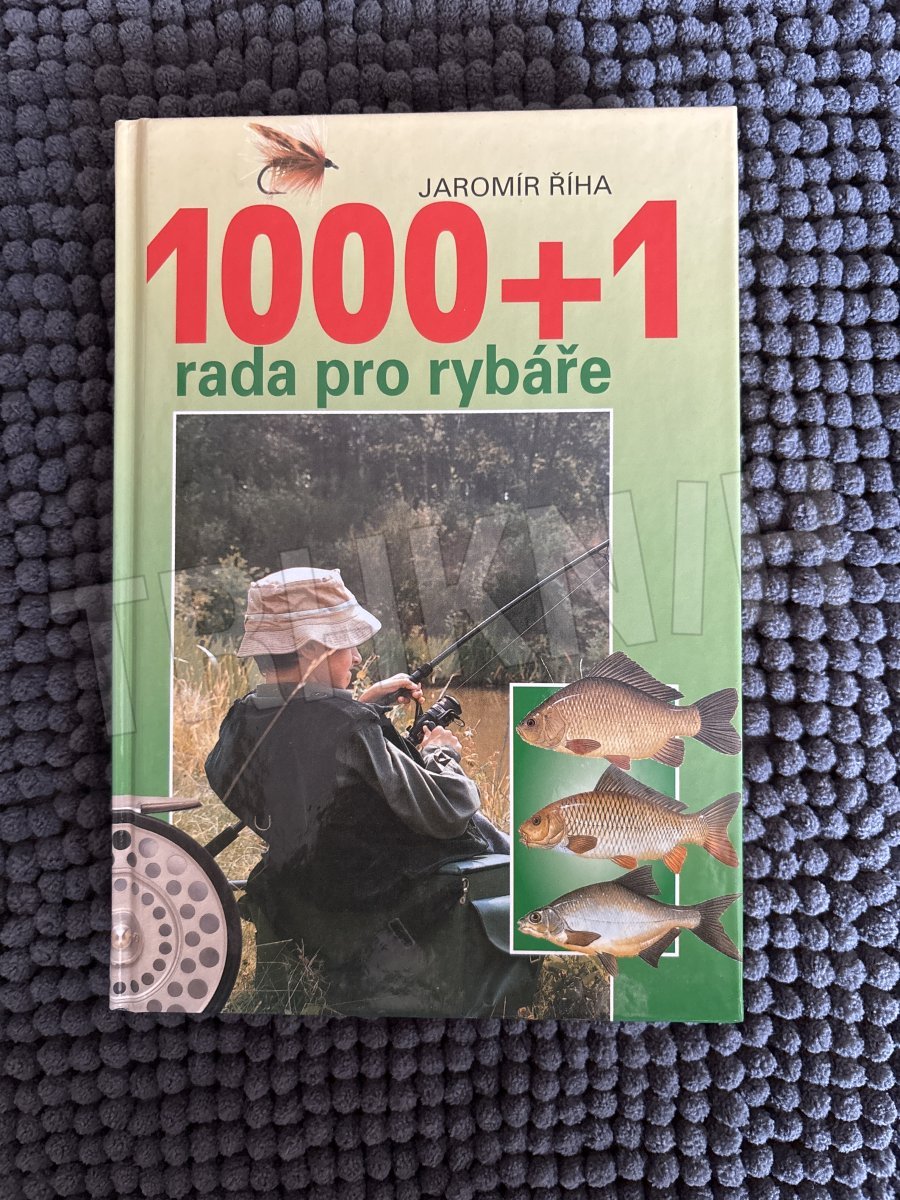 JAROMÍR ŘÍHA
1000+1
rada pro rybáře